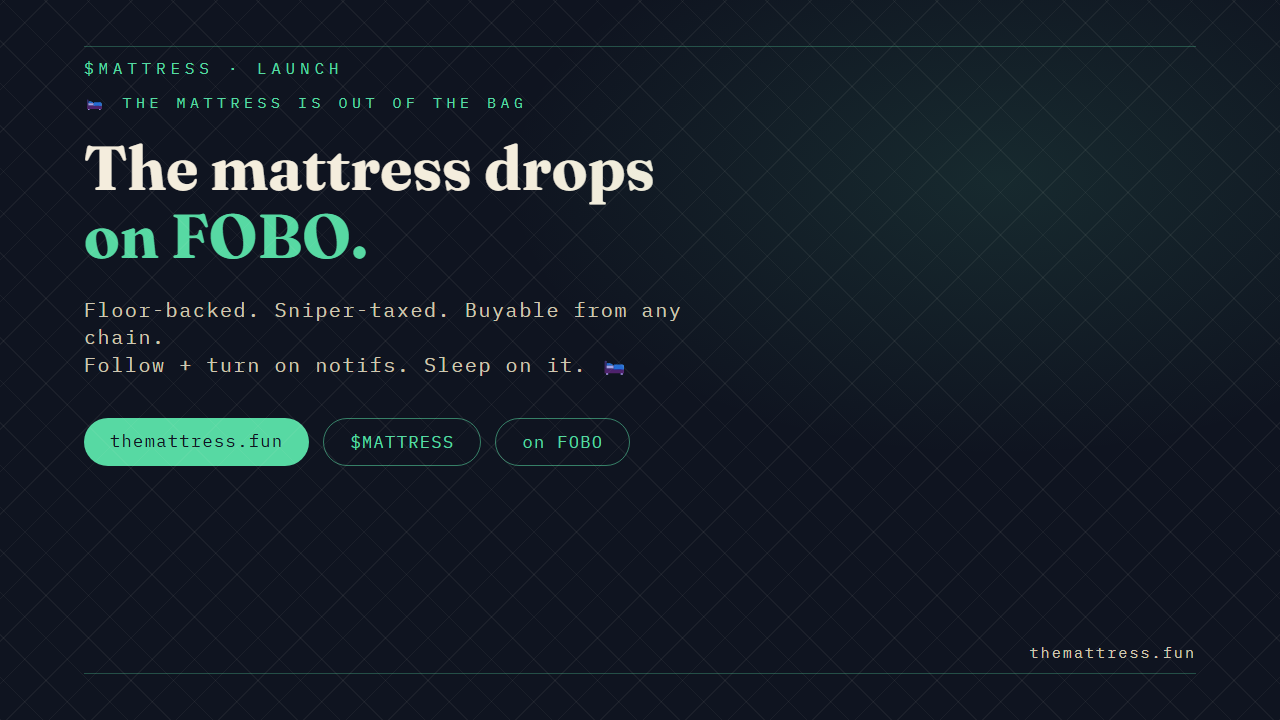 $MATTRESS · LAUNCH
🛏️ THE MATTRESS IS OUT OF THE BAG
The mattress drops
on FOBO.
Floor-backed. Sniper-taxed. Buyable from any
chain.
Follow + turn on notifs. Sleep on it. 🛏️
themattress.fun
$MATTRESS
on FOBO
themattress.fun